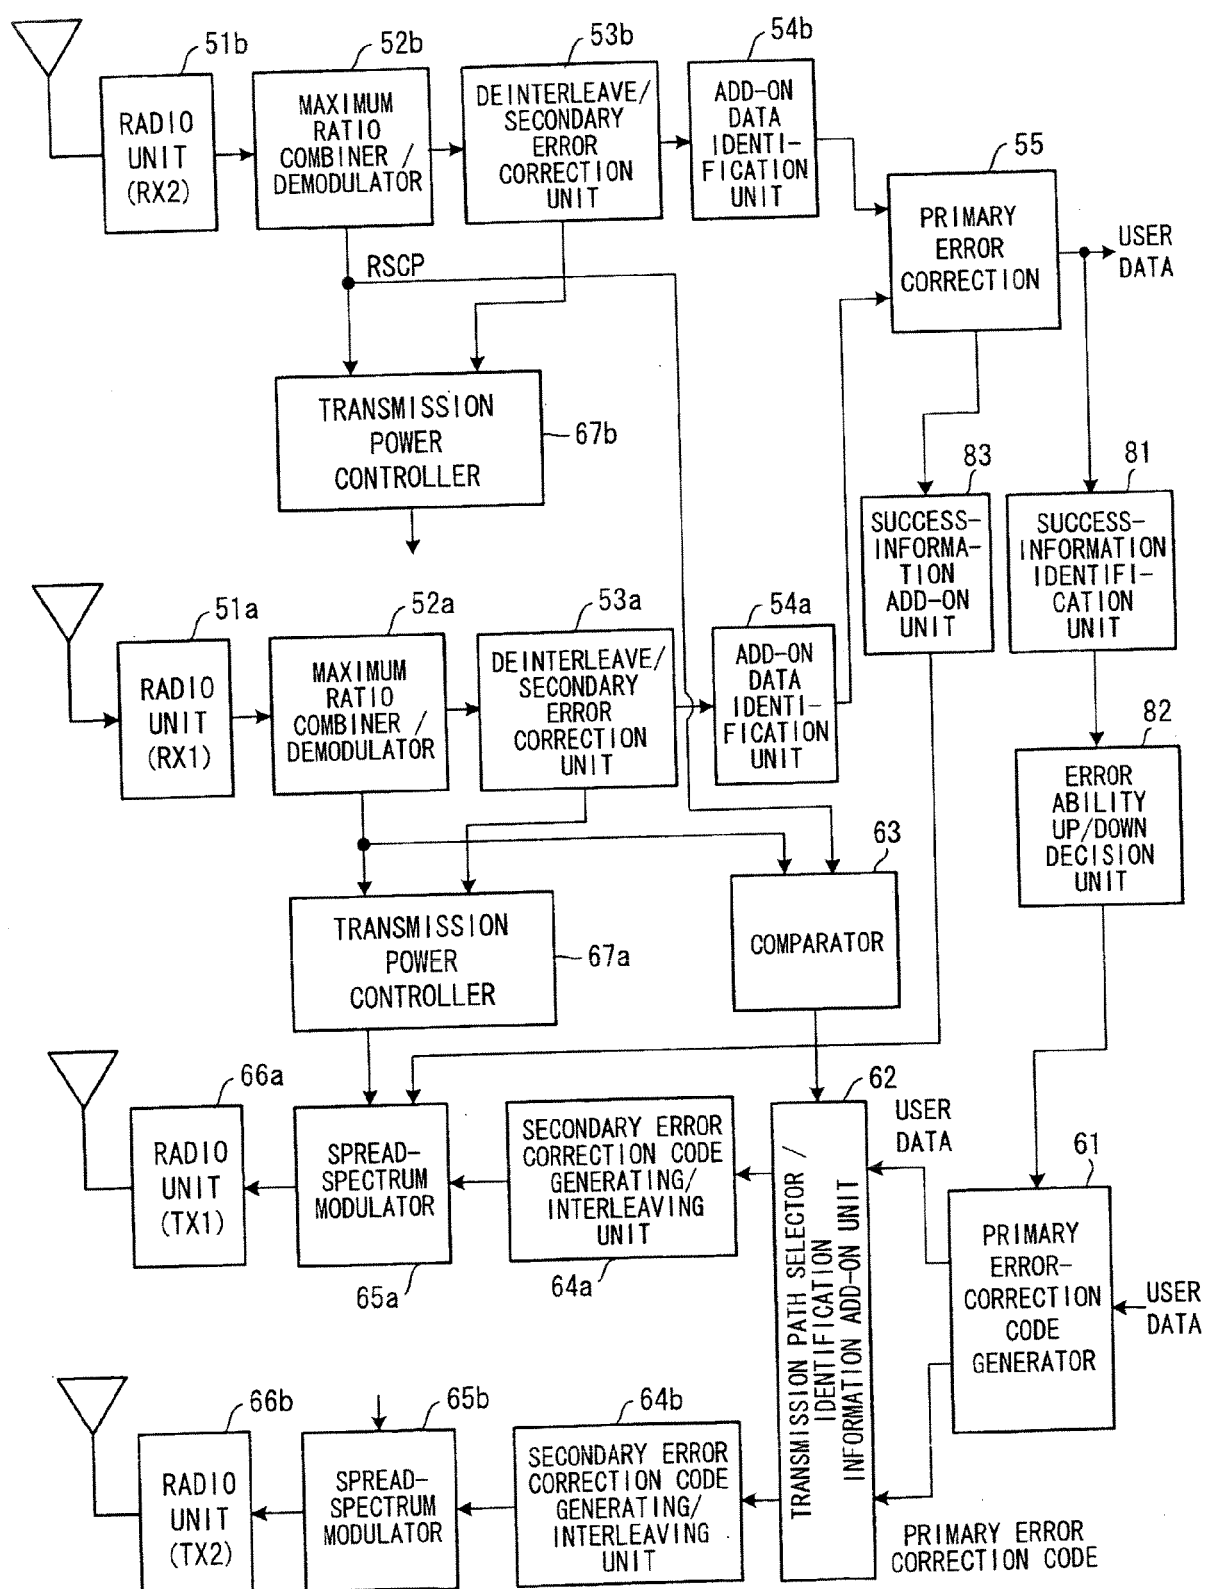 51b
52b
53b
54b
RADIO
UNIT
(RX2)
MAXIMUM
RATIO
COMBINER /
DEMODULATOR
DEINTERLEAVE/
SECONDARY
ERROR
CORRECTION
UNIT
ADD-ON
DATA
IDENTI-
FICATION
UNIT
55
PRIMARY
ERROR
CORRECTION
USER
DATA
RSCP
TRANSMISSION
POWER
CONTROLLER
67b
83
81
SUCCESS-
INFORMA-
TION
ADD-ON
UNIT
SUCCESS-
INFORMATION
IDENTIFI-
CATION
UNIT
51a
52a
53a
54a
RADIO
UNIT
(RX1)
MAXIMUM
RATIO
COMBINER /
DEMODULATOR
DEINTERLEAVE/
SECONDARY
ERROR
CORRECTION
UNIT
ADD-ON
DATA
IDENTI-
FICATION
UNIT
82
ERROR
ABILITY
UP/DOWN
DECISION
UNIT
63
COMPARATOR
TRANSMISSION
POWER
CONTROLLER
67a
66a
62
USER
DATA
RADIO
UNIT
(TX1)
SPREAD-
SPECTRUM
MODULATOR
65a
SECONDARY ERROR
CORRECTION CODE
GENERATING/
INTERLEAVING
UNIT
64a
TRANSMISSION PATH SELECTOR /
IDENTIFICATION
INFORMATION ADD-ON UNIT
61
PRIMARY
ERROR-
CORRECTION
CODE
GENERATOR
USER
DATA
66b
65b
64b
RADIO
UNIT
(TX2)
SPREAD-
SPECTRUM
MODULATOR
SECONDARY ERROR
CORRECTION CODE
GENERATING/
INTERLEAVING
UNIT
PRIMARY ERROR
CORRECTION CODE